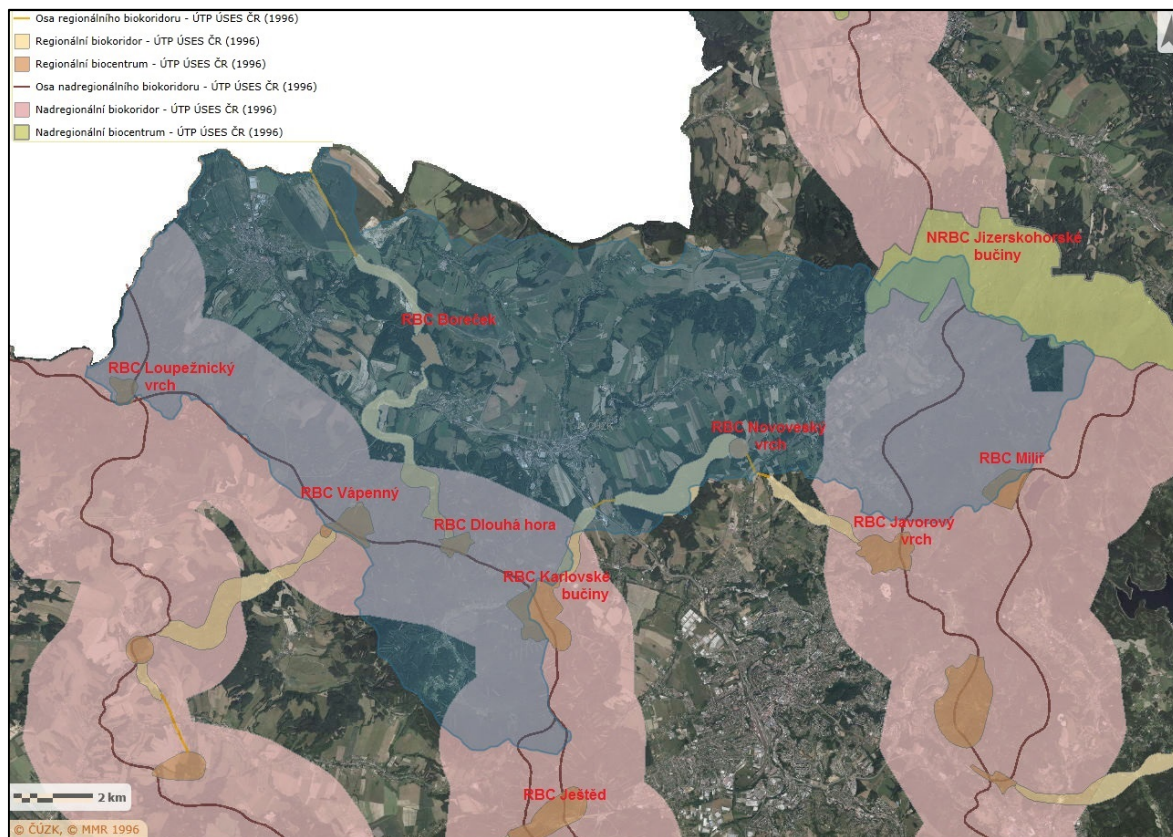 Osa regionálního biokoridoru - ÚTP ÚSES ČR (1996)
Regionální biokoridor - ÚTP ÚSES ČR (1996)
Regionální biocentrum - ÚTP ÚSES ČR (1996)
Osa nadregionálního biokoridoru - ÚTP ÚSES ČR (1996)
Nadregionální biokoridor - ÚTP ÚSES ČR (1996)
Nadregionální biocentrum - ÚTP ÚSES ČR (1996)
NRBC Jizerskohorské
bučiny
RBC Boreček
RBC Loupežnický
vrch
RBC Novoveský
vrch
RBC Milíř
RBC Vápenný
RBC Dlouhá hora
RBC Javorový
vrch
RBC Karlovské
bučiny
RBC Ještěd
2 km
© ČÚZK, © MMR 1996